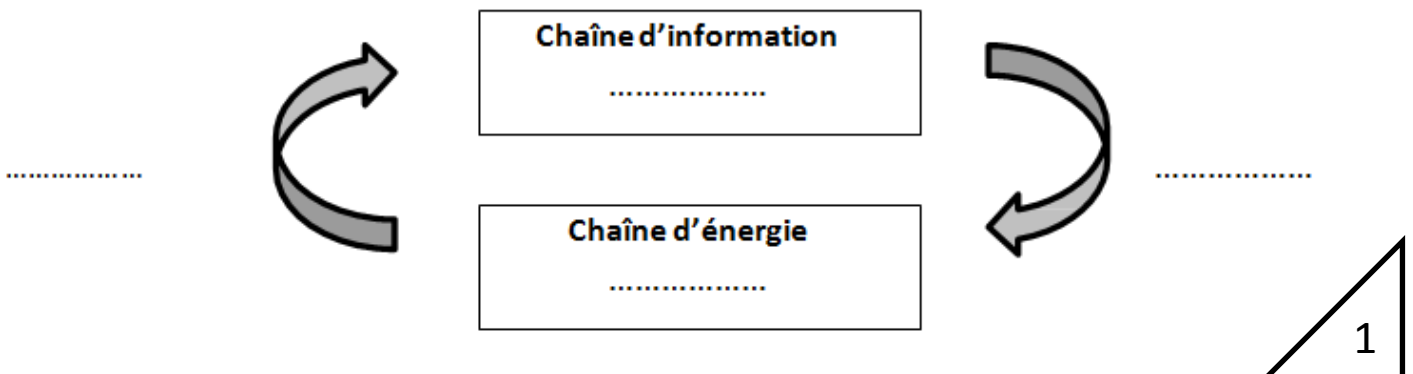 Chaîne d’information
………………
……………… ………………
Chaîne d’énergie
………………
1